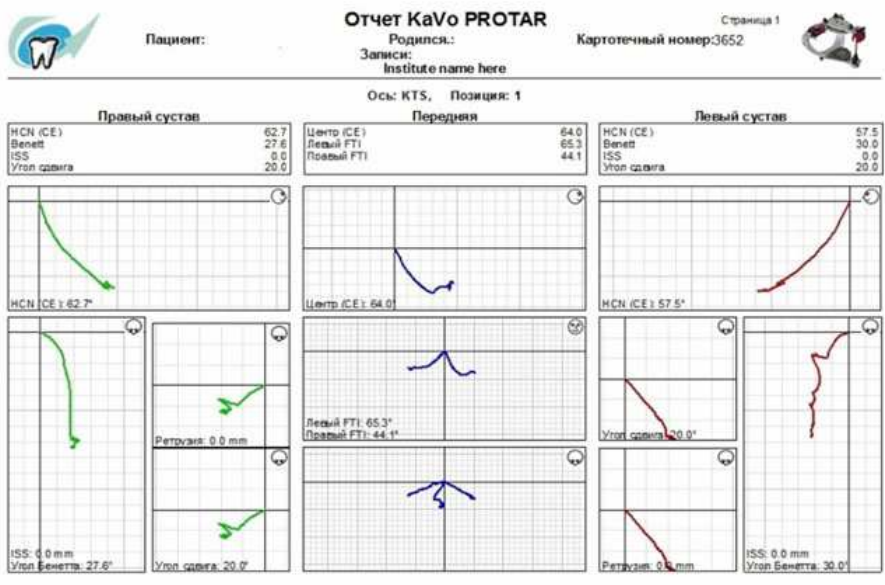 Отчет KaVo PROTAR
Страница 1
Пациент:
Родился.:
Картотечный номер:3652
Записи:
Institute name here
Ось: KTS, Позиция: 1
Правый сустав
HCN (CE) 62.7
Benett 27.6
ISS 0.0
Угол сдвига 20.0
Передняя
Центр (CE) 64.0
Левый FTI 65.3
Правый FTI 44.1
Левый сустав
HCN (CE) 57.5
Benett 30.0
ISS 0.0
Угол сдвига 20.0
HCN (CE): 62.7°
Центр (CE): 64.0°
HCN (CE): 57.5°
Ретрузия: 0.0 mm
Левый FTI: 65.3°
Правый FTI: 44.1°
Угол сдвига: 20.0°
ISS: 0.0 mm
Угол Бенетта: 27.6°
Угол сдвига: 20.0°
Ретрузия: 0.0 mm
ISS: 0.0 mm
Угол Бенетта: 30.0°